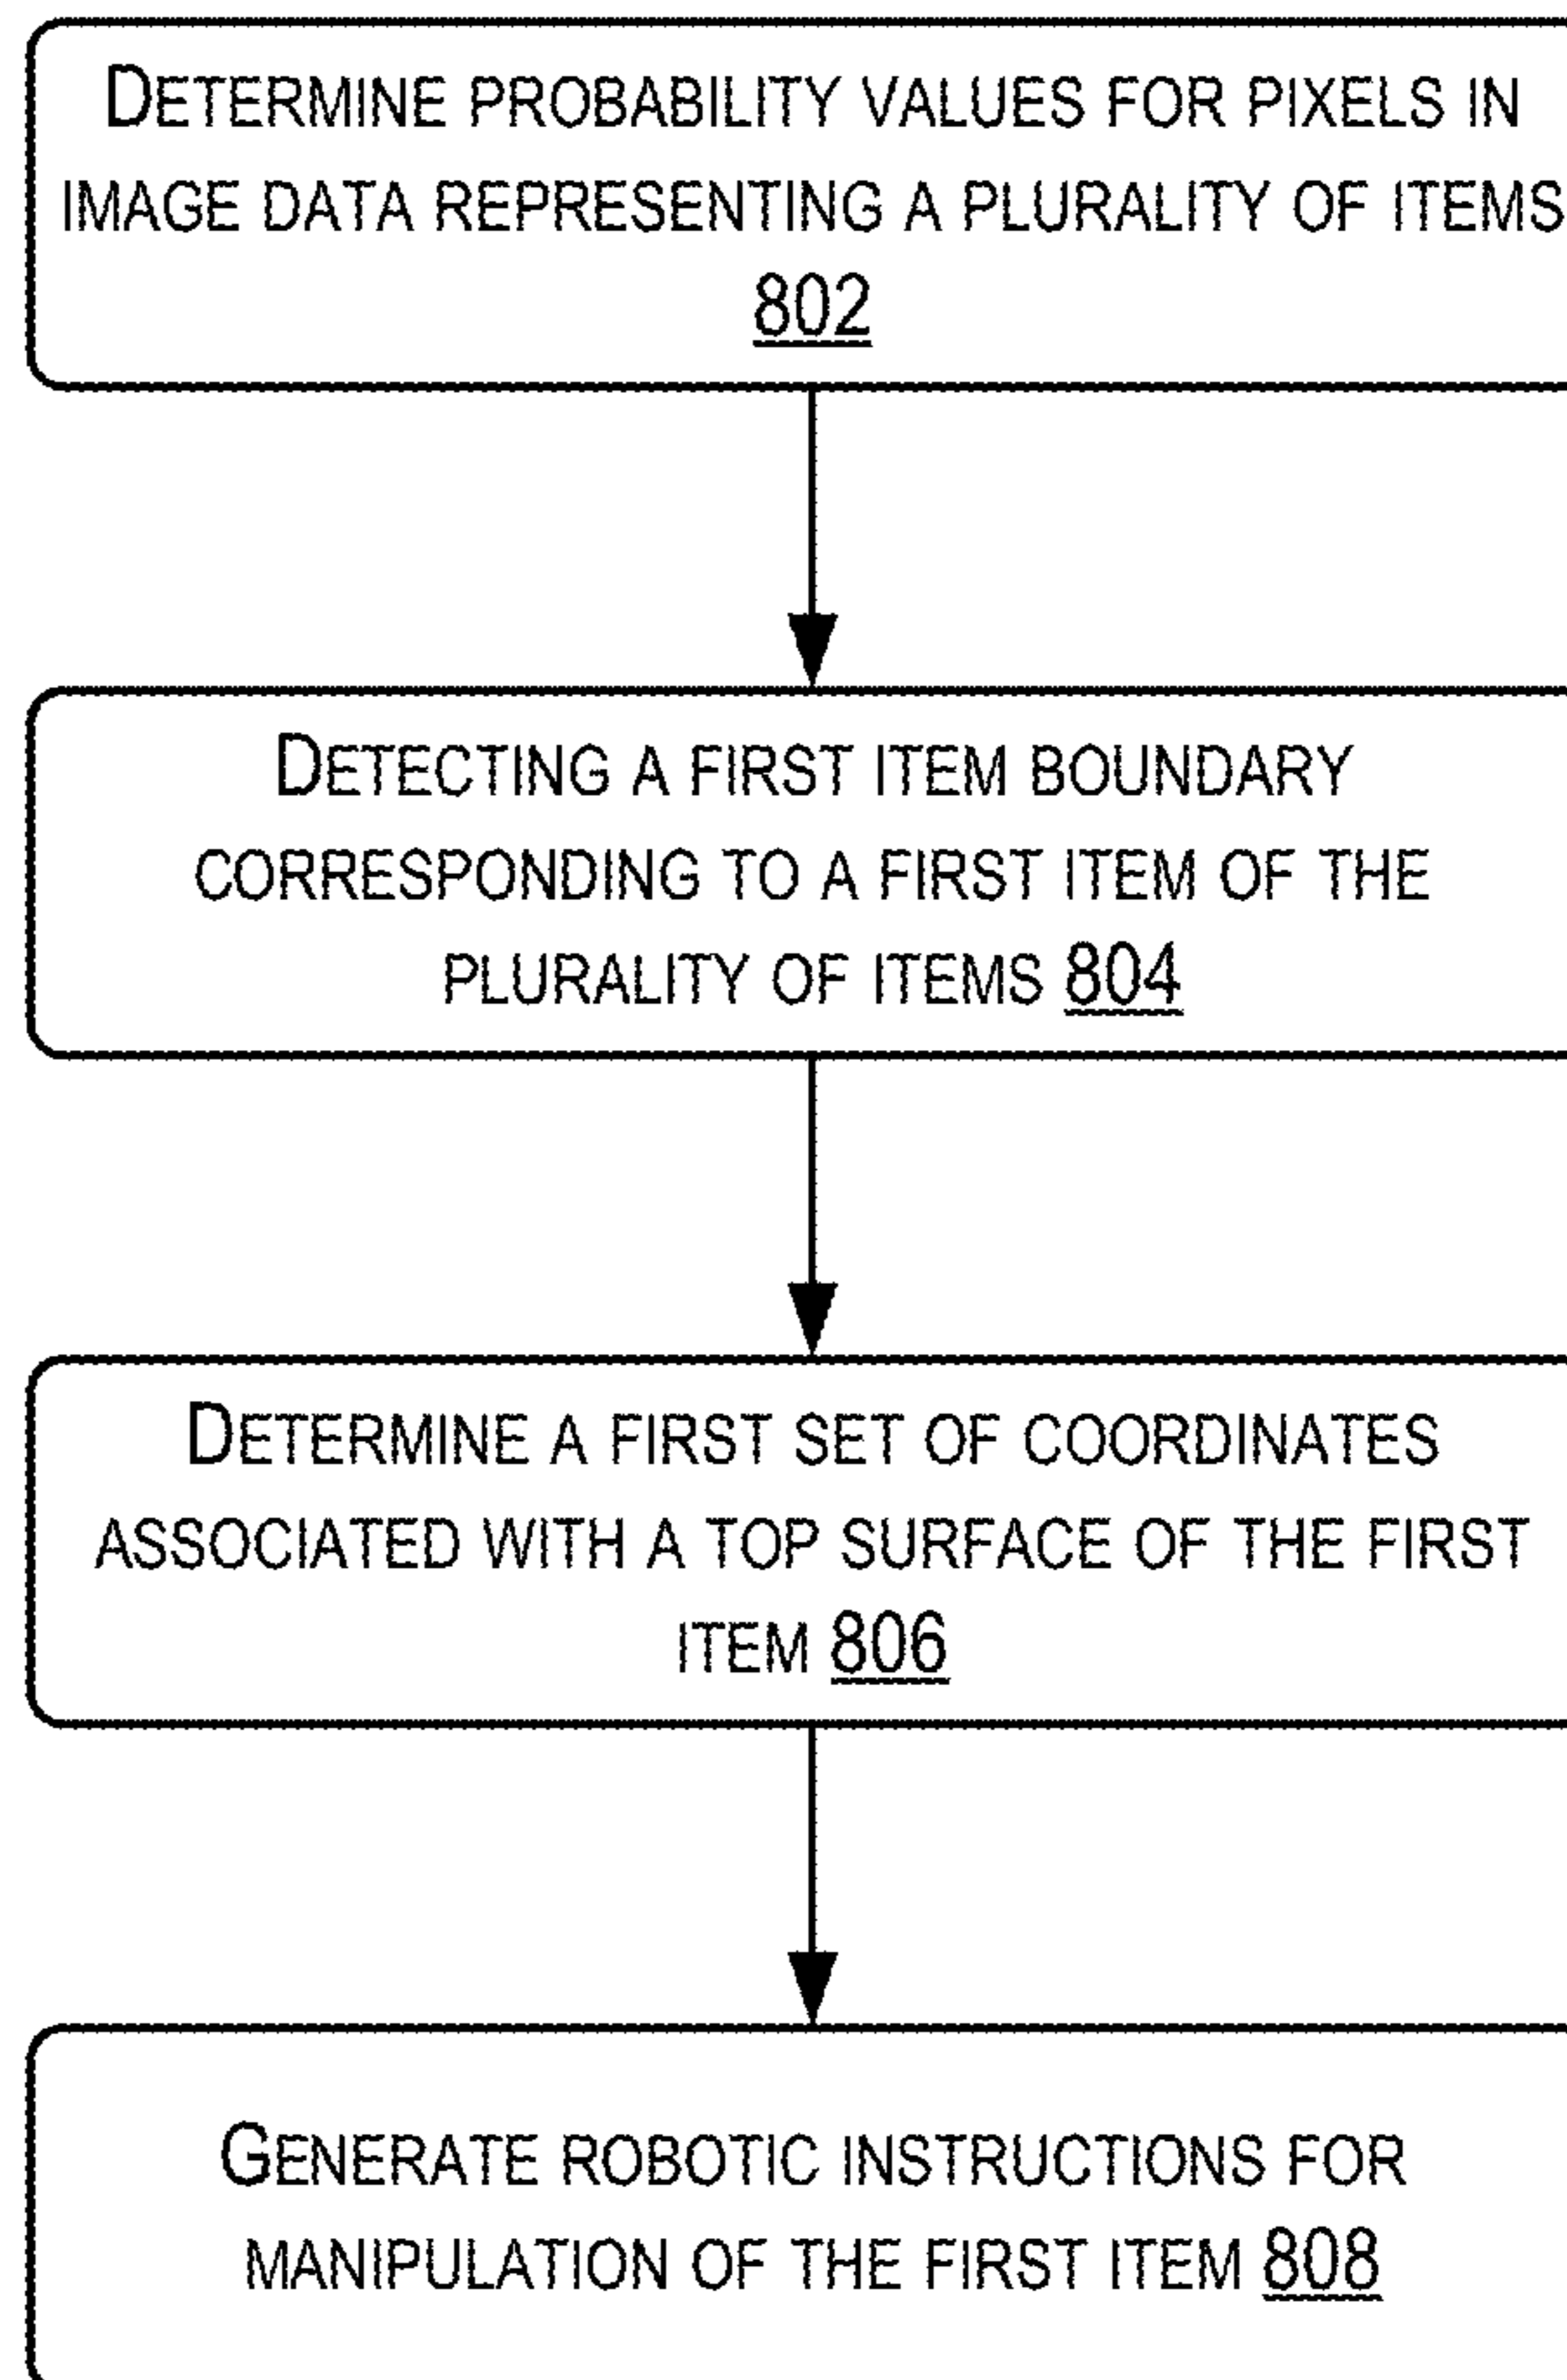 DETERMINE PROBABILITY VALUES FOR PIXELS IN
IMAGE DATA REPRESENTING A PLURALITY OF ITEMS
802
DETECTING A FIRST ITEM BOUNDARY
CORRESPONDING TO A FIRST ITEM OF THE
PLURALITY OF ITEMS 804
DETERMINE A FIRST SET OF COORDINATES
ASSOCIATED WITH A TOP SURFACE OF THE FIRST
ITEM 806
GENERATE ROBOTIC INSTRUCTIONS FOR
MANIPULATION OF THE FIRST ITEM 808